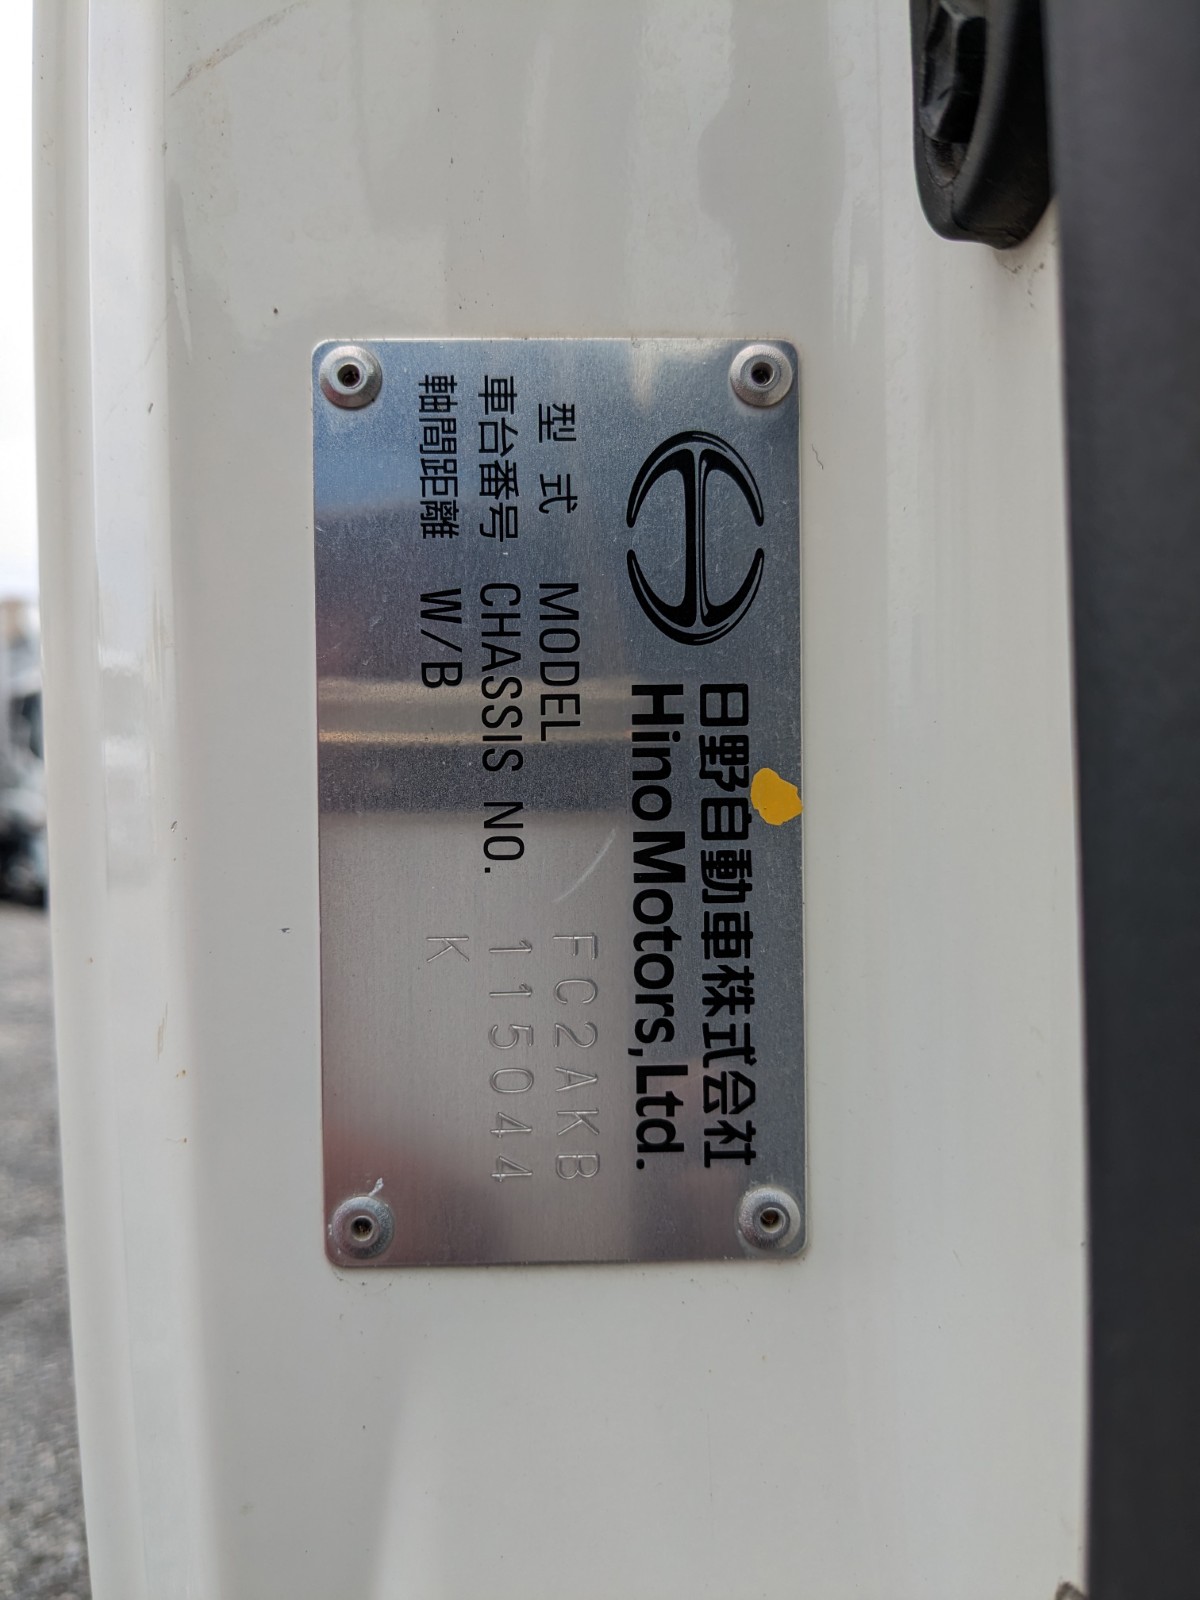 日野自動車株式会社
Hino Motors, Ltd.
型式 MODEL FC2AKB
車台番号 CHASSIS NO. 115044
軸間距離 W/B K